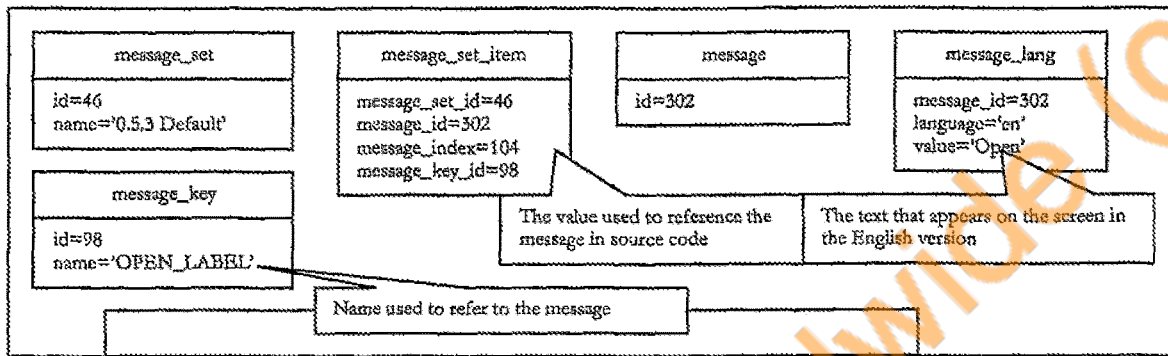 message_set
id=46
name='0.5.3 Default'
message_set_item
message_set_id=46
message_id=302
message_index=104
message_key_id=98
message
id=302
message_lang
message_id=302
language='en'
value='Open'
message_key
id=98
name='OPEN_LABEL'
The value used to reference the
message in source code
The text that appears on the screen in
the English version
Name used to refer to the message
wide (